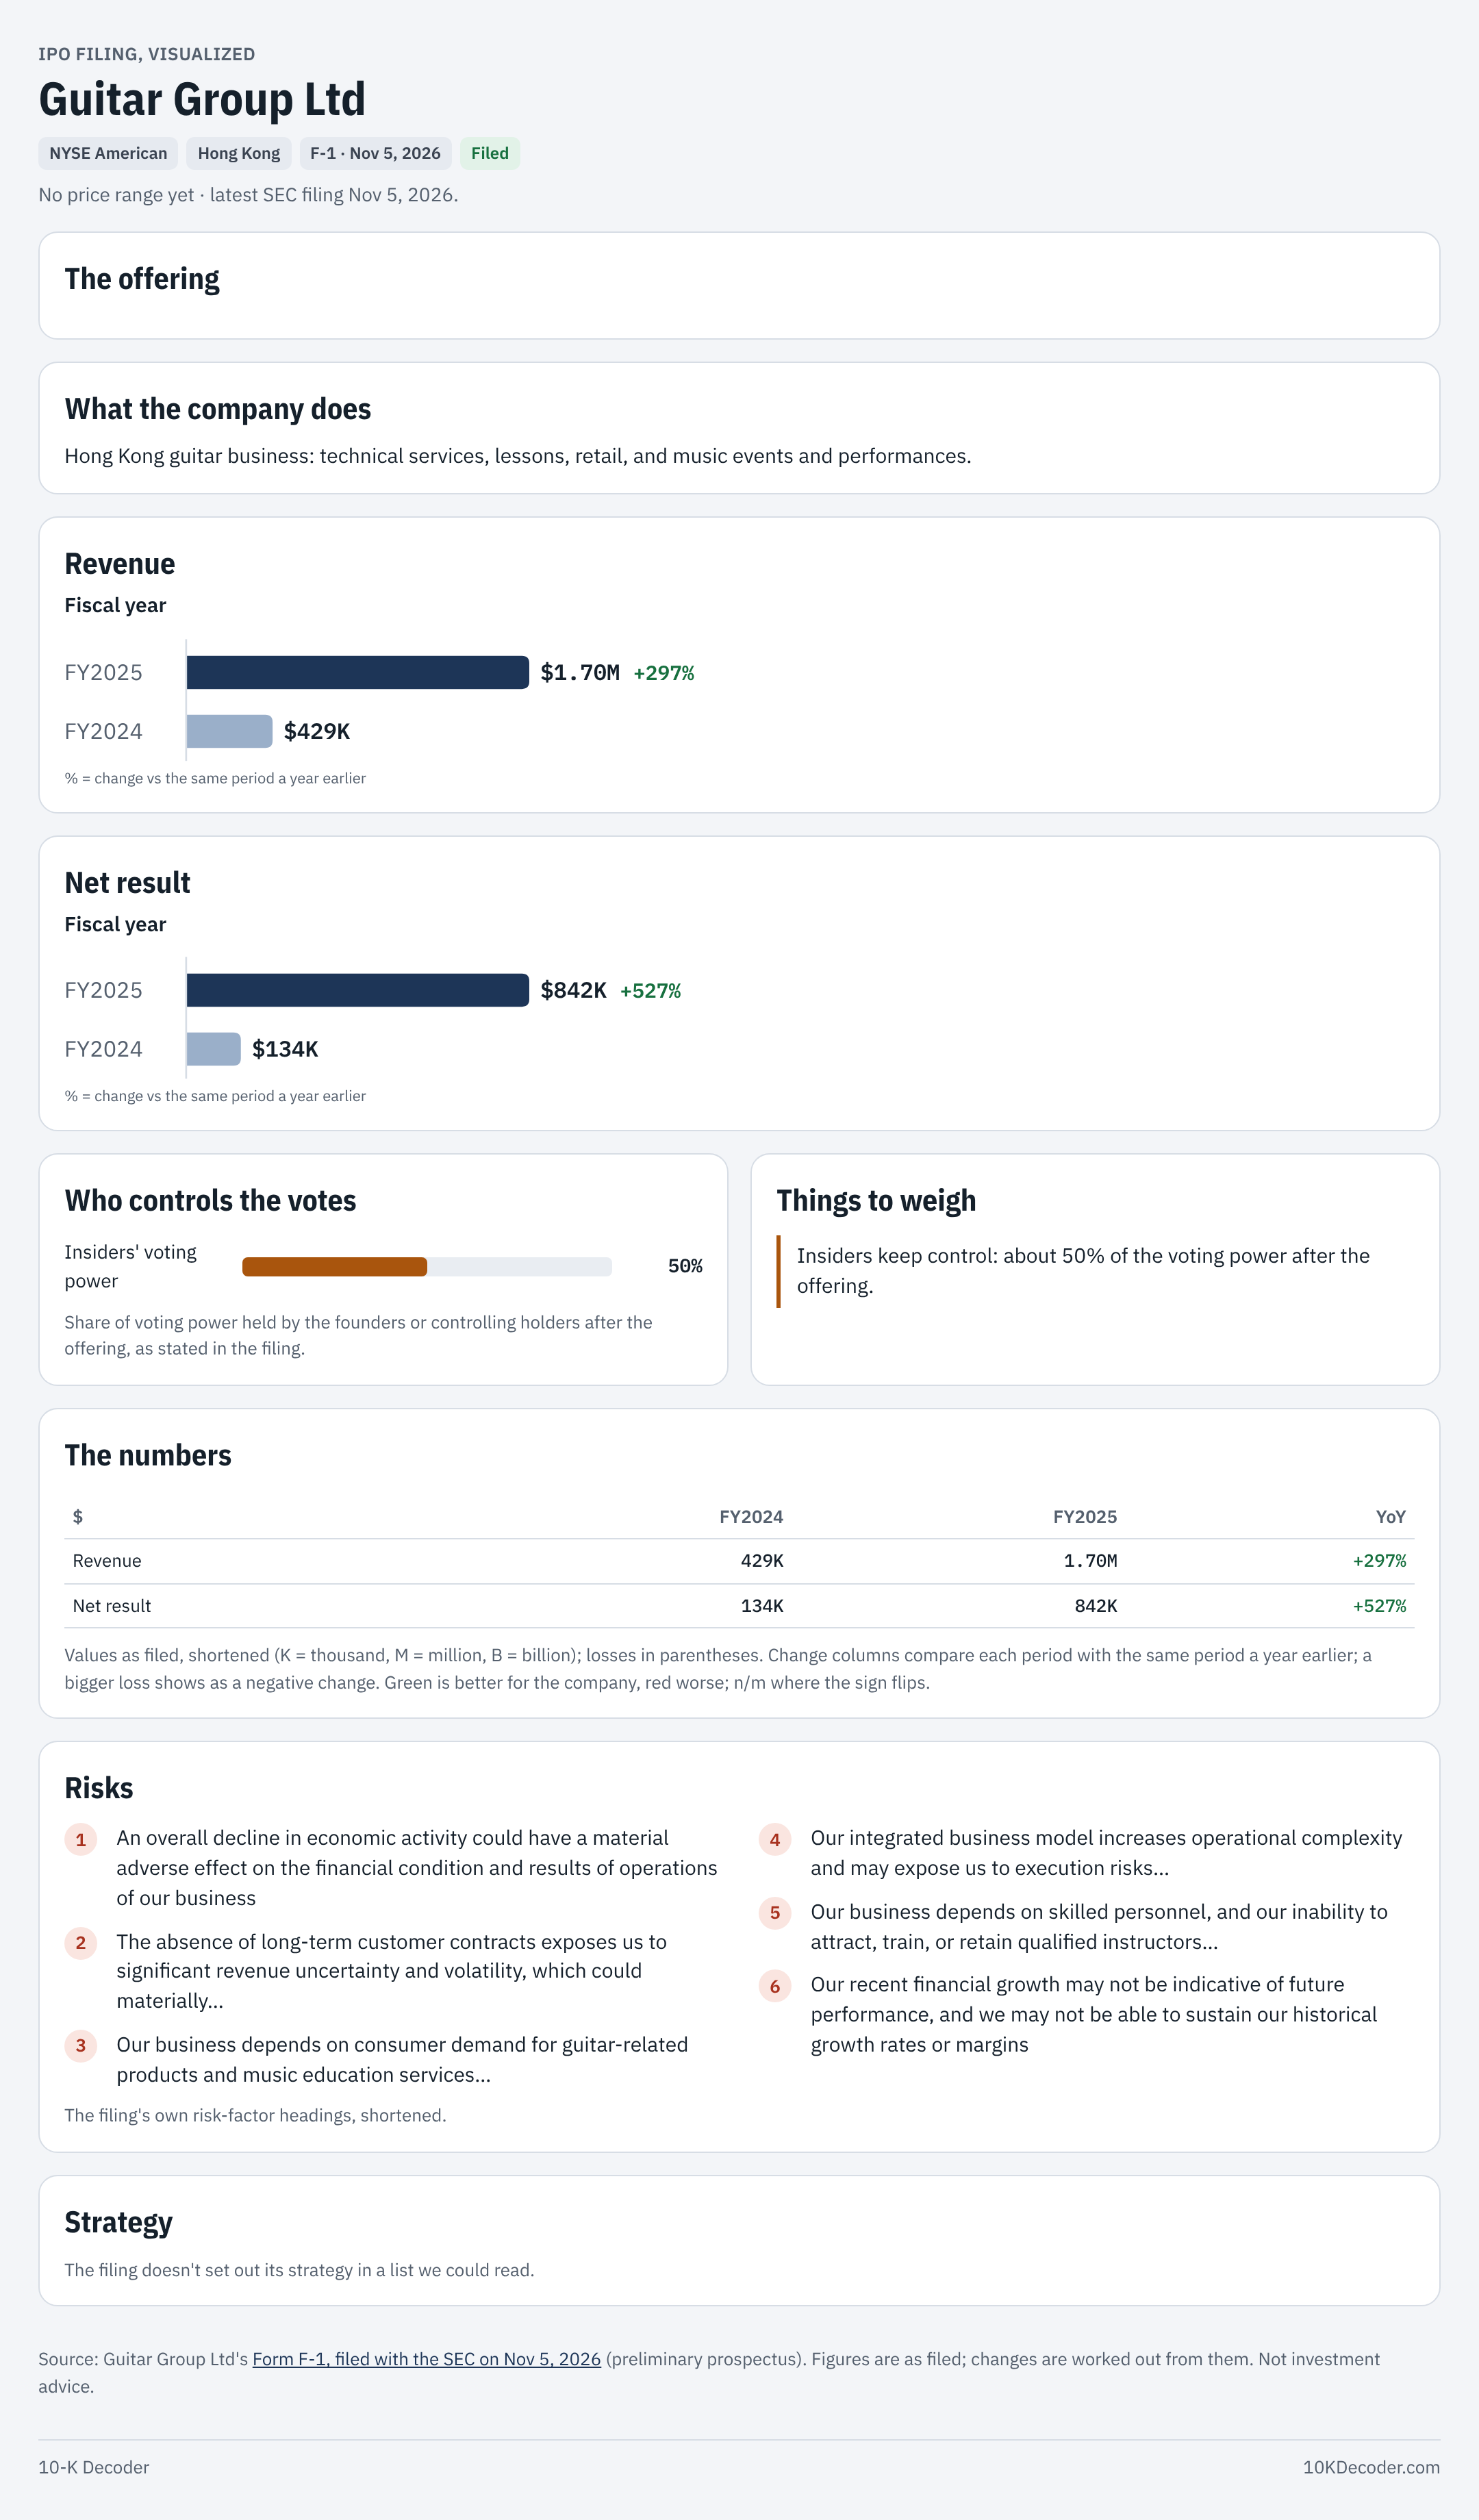 IPO FILING, VISUALIZED
Guitar Group Ltd
NYSE American
Hong Kong
F-1 · Nov 5, 2026
Filed
No price range yet · latest SEC filing Nov 5, 2026.
The offering
What the company does
Hong Kong guitar business: technical services, lessons, retail, and music events and performances.
Revenue
Fiscal year
FY2025 $1.70M +297%
FY2024 $429K
% = change vs the same period a year earlier
Net result
Fiscal year
FY2025 $842K +527%
FY2024 $134K
% = change vs the same period a year earlier
Who controls the votes
Insiders' voting
power
50%
Share of voting power held by the founders or controlling holders after the
offering, as stated in the filing.
Things to weigh
Insiders keep control: about 50% of the voting power after the
offering.
The numbers
$ FY2024 FY2025 YoY
Revenue 429K 1.70M +297%
Net result 134K 842K +527%
Values as filed, shortened (K = thousand, M = million, B = billion); losses in parentheses. Change columns compare each period with the same period a year earlier; a
bigger loss shows as a negative change. Green is better for the company, red worse; n/m where the sign flips.
Risks
1 An overall decline in economic activity could have a material
adverse effect on the financial condition and results of operations
of our business
2 The absence of long-term customer contracts exposes us to
significant revenue uncertainty and volatility, which could
materially…
3 Our business depends on consumer demand for guitar-related
products and music education services…
4 Our integrated business model increases operational complexity
and may expose us to execution risks…
5 Our business depends on skilled personnel, and our inability to
attract, train, or retain qualified instructors…
6 Our recent financial growth may not be indicative of future
performance, and we may not be able to sustain our historical
growth rates or margins
The filing's own risk-factor headings, shortened.
Strategy
The filing doesn't set out its strategy in a list we could read.
Source: Guitar Group Ltd's Form F-1, filed with the SEC on Nov 5, 2026 (preliminary prospectus). Figures are as filed; changes are worked out from them. Not investment
advice.
10-K Decoder
10KDecoder.com